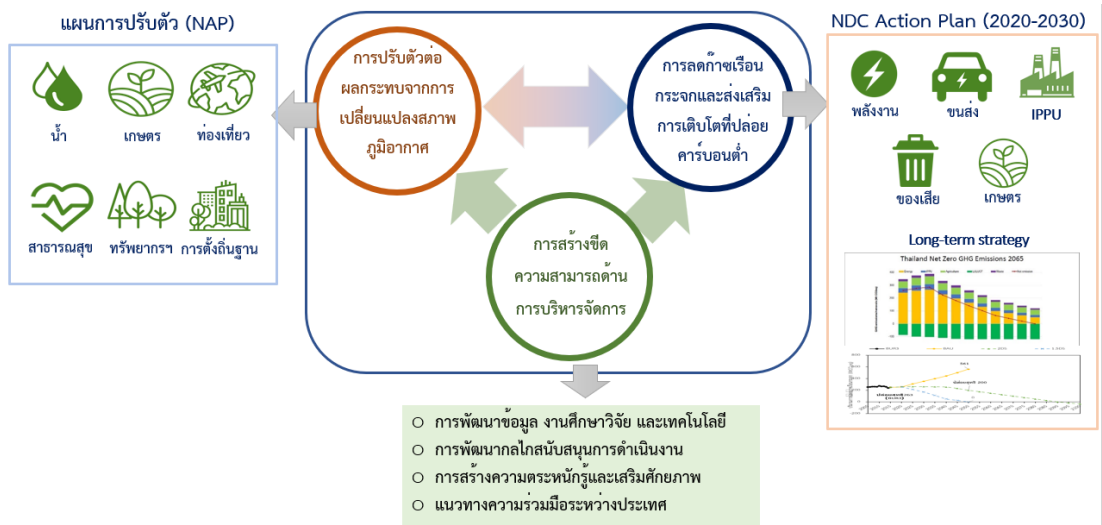 แผนการปรับตัว (NAP)
น้ำ
เกษตร
ท่องเที่ยว
สาธารณสุข
ทรัพยากรฯ
การตั้งถิ่นฐาน
การปรับตัวต่อ
ผลกระทบจากการ
เปลี่ยนแปลงสภาพ
ภูมิอากาศ
การลดก๊าซเรือน
กระจกและส่งเสริม
การเติบโตที่ปล่อย
คาร์บอนต่ำ
การสร้างขีด
ความสามารถด้าน
การบริหารจัดการ
NDC Action Plan (2020-2030)
พลังงาน
ขนส่ง
IPPU
ของเสีย
เกษตร
Long-term strategy
Thailand Net Zero GHG Emissions 2065
○ การพัฒนาข้อมูล งานศึกษาวิจัย และเทคโนโลยี
○ การพัฒนากลไกสนับสนุนการดำเนินงาน
○ การสร้างความตระหนักรู้และเสริมศักยภาพ
○ แนวทางความร่วมมือระหว่างประเทศ